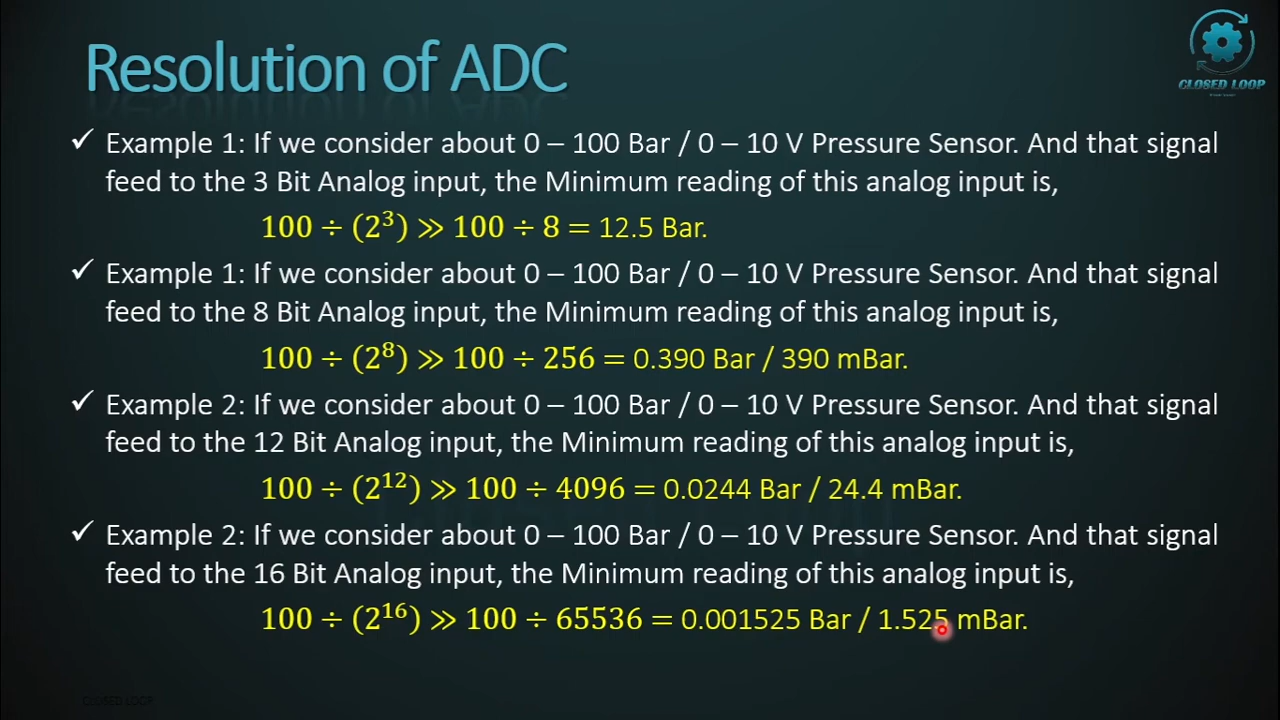 Resolution of ADC
CLOSED LOOP
✓ Example 1: If we consider about 0 – 100 Bar / 0 – 10 V Pressure Sensor. And that signal
feed to the 3 Bit Analog input, the Minimum reading of this analog input is,
100 ÷ (2³) ≫ 100 ÷ 8 = 12.5 Bar.
✓ Example 1: If we consider about 0 – 100 Bar / 0 – 10 V Pressure Sensor. And that signal
feed to the 8 Bit Analog input, the Minimum reading of this analog input is,
100 ÷ (2⁸) ≫ 100 ÷ 256 = 0.390 Bar / 390 mBar.
✓ Example 2: If we consider about 0 – 100 Bar / 0 – 10 V Pressure Sensor. And that signal
feed to the 12 Bit Analog input, the Minimum reading of this analog input is,
100 ÷ (2¹²) ≫ 100 ÷ 4096 = 0.0244 Bar / 24.4 mBar.
✓ Example 2: If we consider about 0 – 100 Bar / 0 – 10 V Pressure Sensor. And that signal
feed to the 16 Bit Analog input, the Minimum reading of this analog input is,
100 ÷ (2¹⁶) ≫ 100 ÷ 65536 = 0.001525 Bar / 1.525 mBar.
CLOSED LOOP